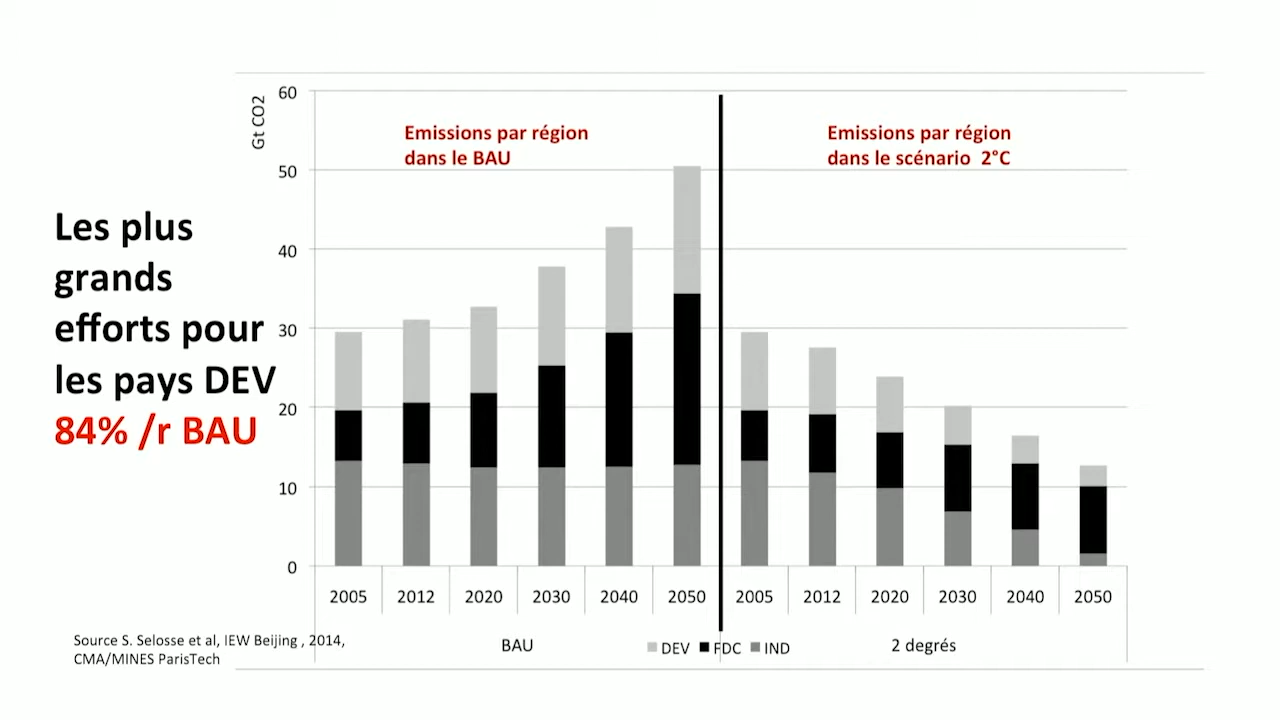 60
Gt CO2
Emissions par région
dans le BAU
Emissions par région
dans le scénario 2°C
50
Les plus
grands
efforts pour
les pays DEV
84% /r BAU
40
30
20
10
0
2005 2012 2020 2030 2040 2050 2005 2012 2020 2030 2040 2050
BAU
DEV FDC IND
2 degrés
Source S. Selosse et al, IEW Beijing , 2014,
CMA/MINES ParisTech